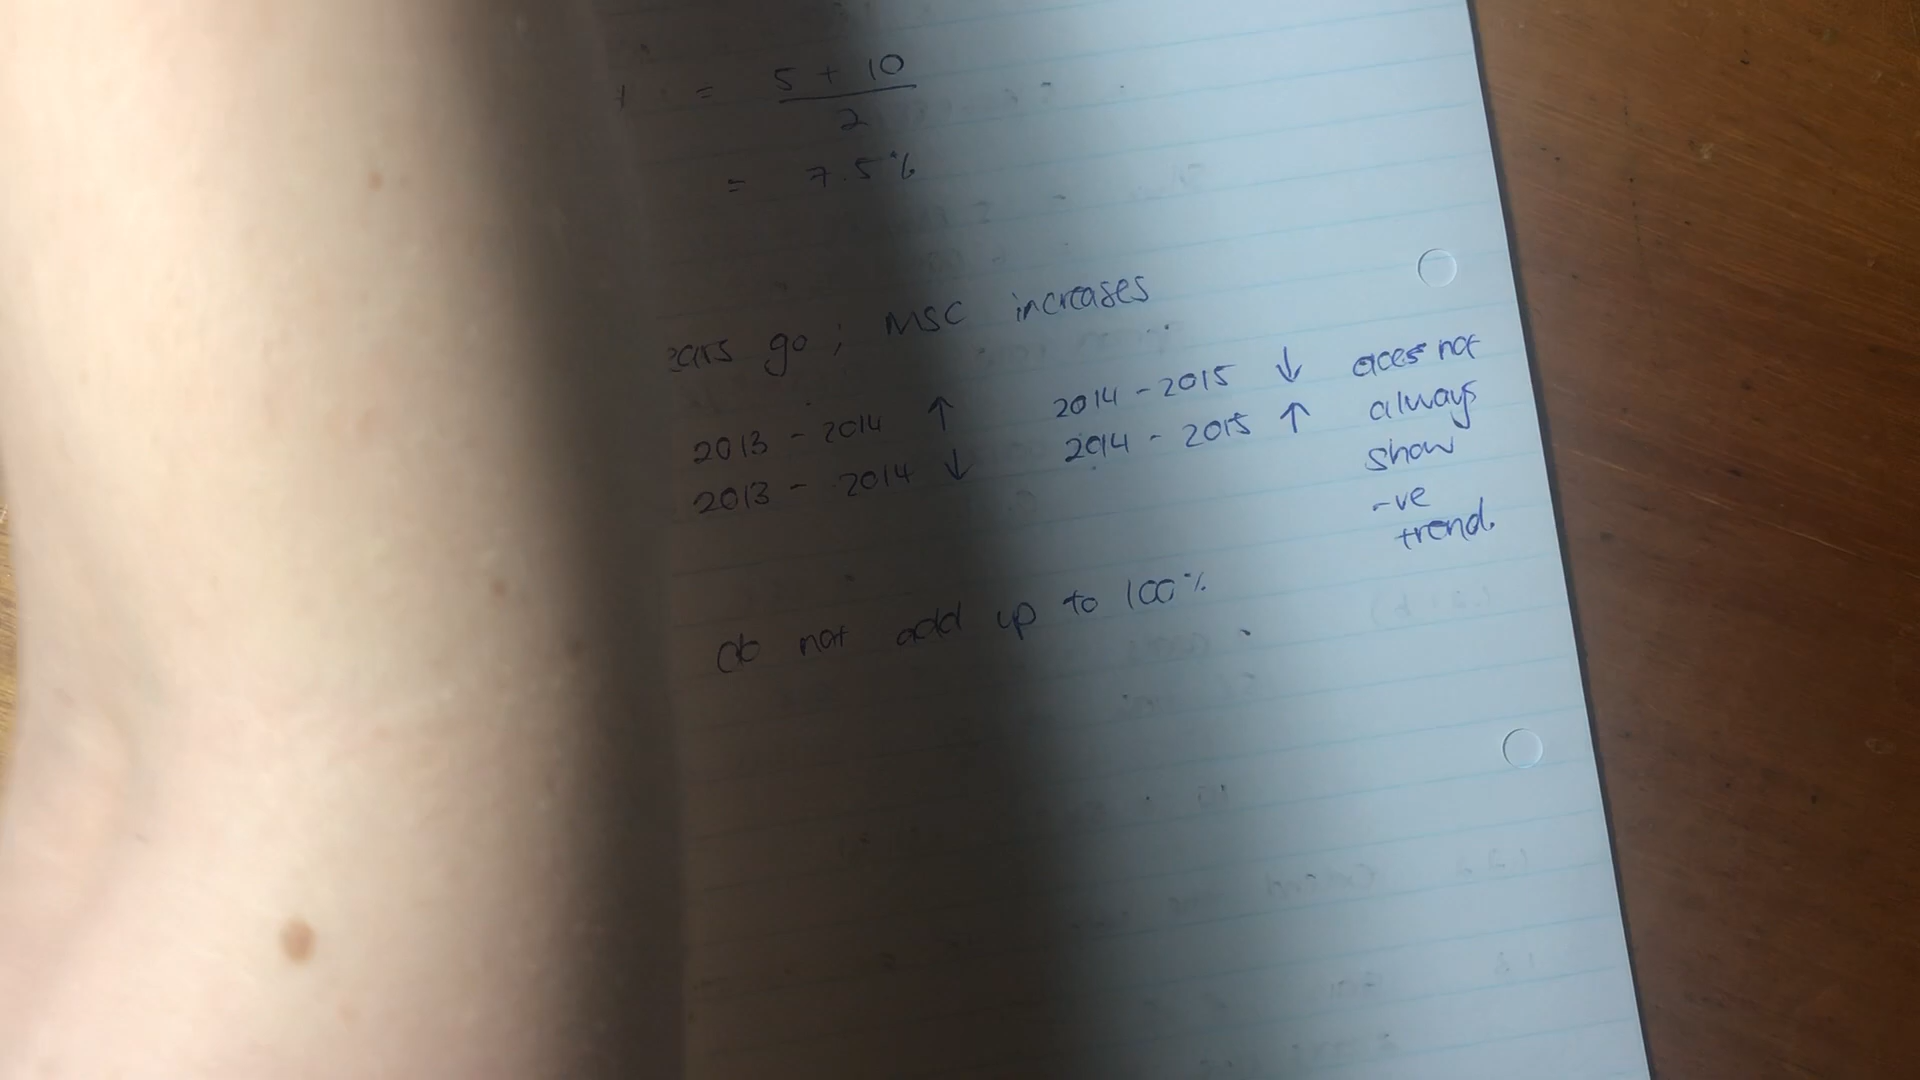 = 5 + 10
2
= 7.5%
go ; MSC increases
2013 - 2014 ↑ 2014 - 2015 ↓ does not
2013 - 2014 ↓ 2014 - 2015 ↑ always
show
-ve
trend.
do not add up to 100%